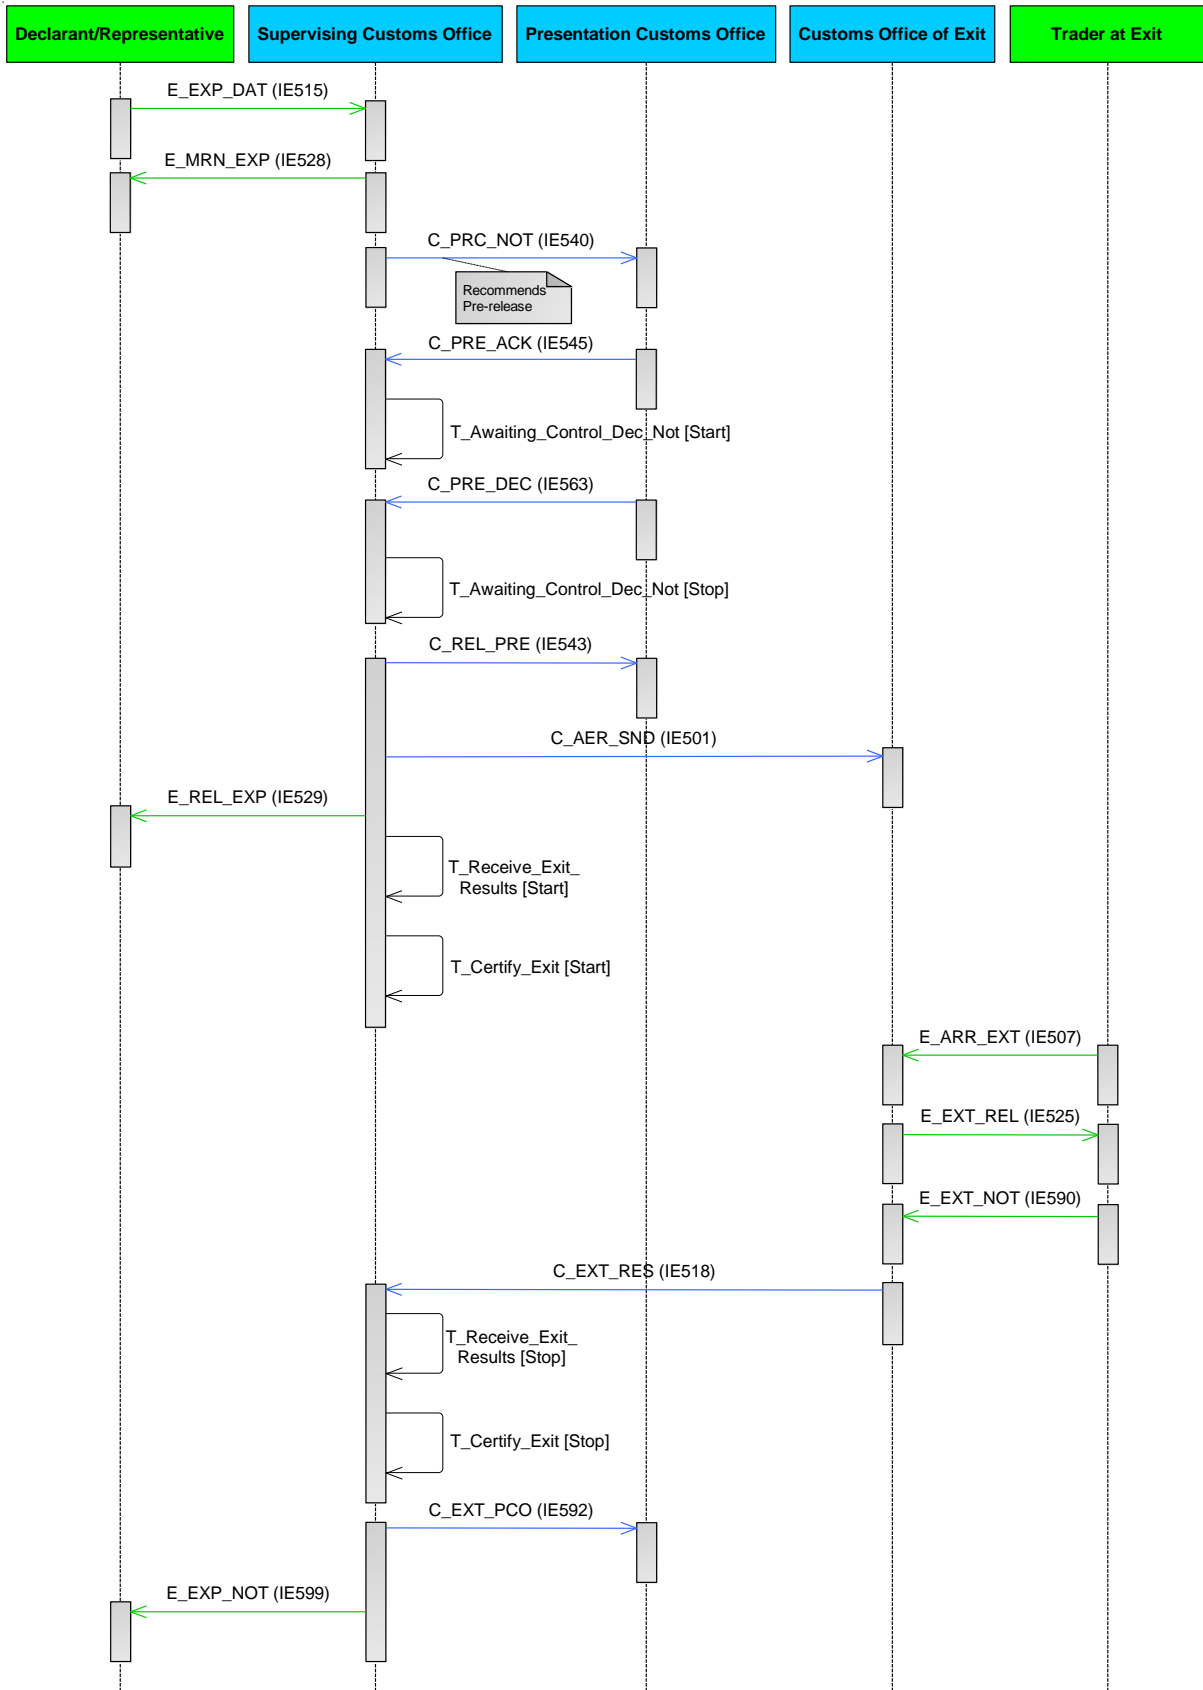 Declarant/Representative
Supervising Customs Office
Presentation Customs Office
Customs Office of Exit
Trader at Exit
E_EXP_DAT (IE515)
E_MRN_EXP (IE528)
C_PRC_NOT (IE540)
Recommends
Pre-release
C_PRE_ACK (IE545)
T_Awaiting_Control_Dec_Not [Start]
C_PRE_DEC (IE563)
T_Awaiting_Control_Dec_Not [Stop]
C_REL_PRE (IE543)
C_AER_SND (IE501)
E_REL_EXP (IE529)
T_Receive_Exit_
Results [Start]
T_Certify_Exit [Start]
E_ARR_EXT (IE507)
E_EXT_REL (IE525)
E_EXT_NOT (IE590)
C_EXT_RES (IE518)
T_Receive_Exit_
Results [Stop]
T_Certify_Exit [Stop]
C_EXT_PCO (IE592)
E_EXP_NOT (IE599)